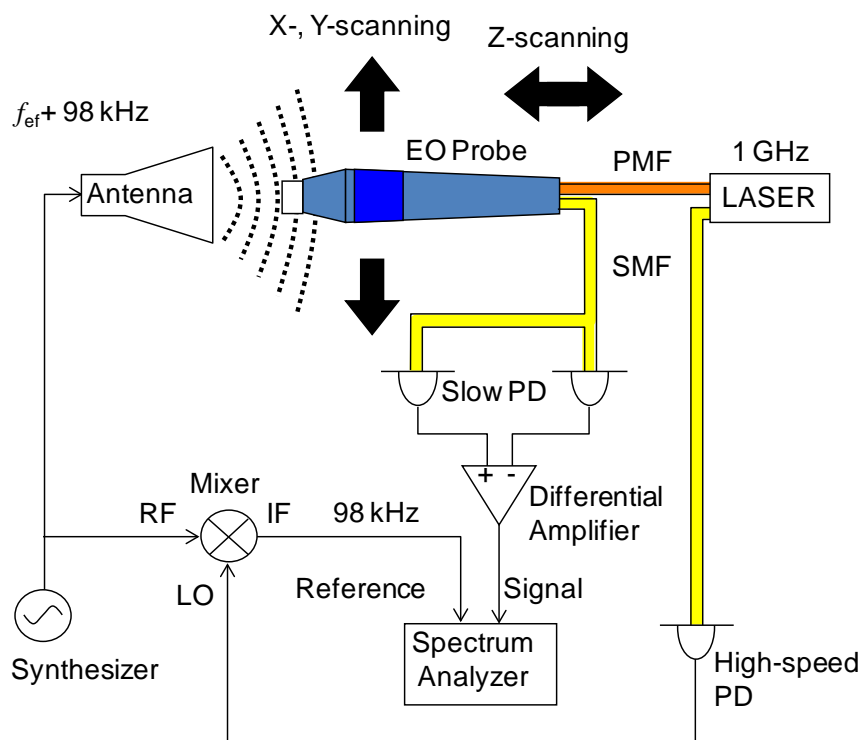 X-, Y-scanning
Z-scanning
fef+ 98 kHz
EO Probe
PMF
1 GHz
Antenna
LASER
SMF
Slow PD
+ -
Mixer
Differential
Amplifier
RF
IF
98 kHz
LO
Reference
Signal
Synthesizer
Spectrum
Analyzer
High-speed
PD